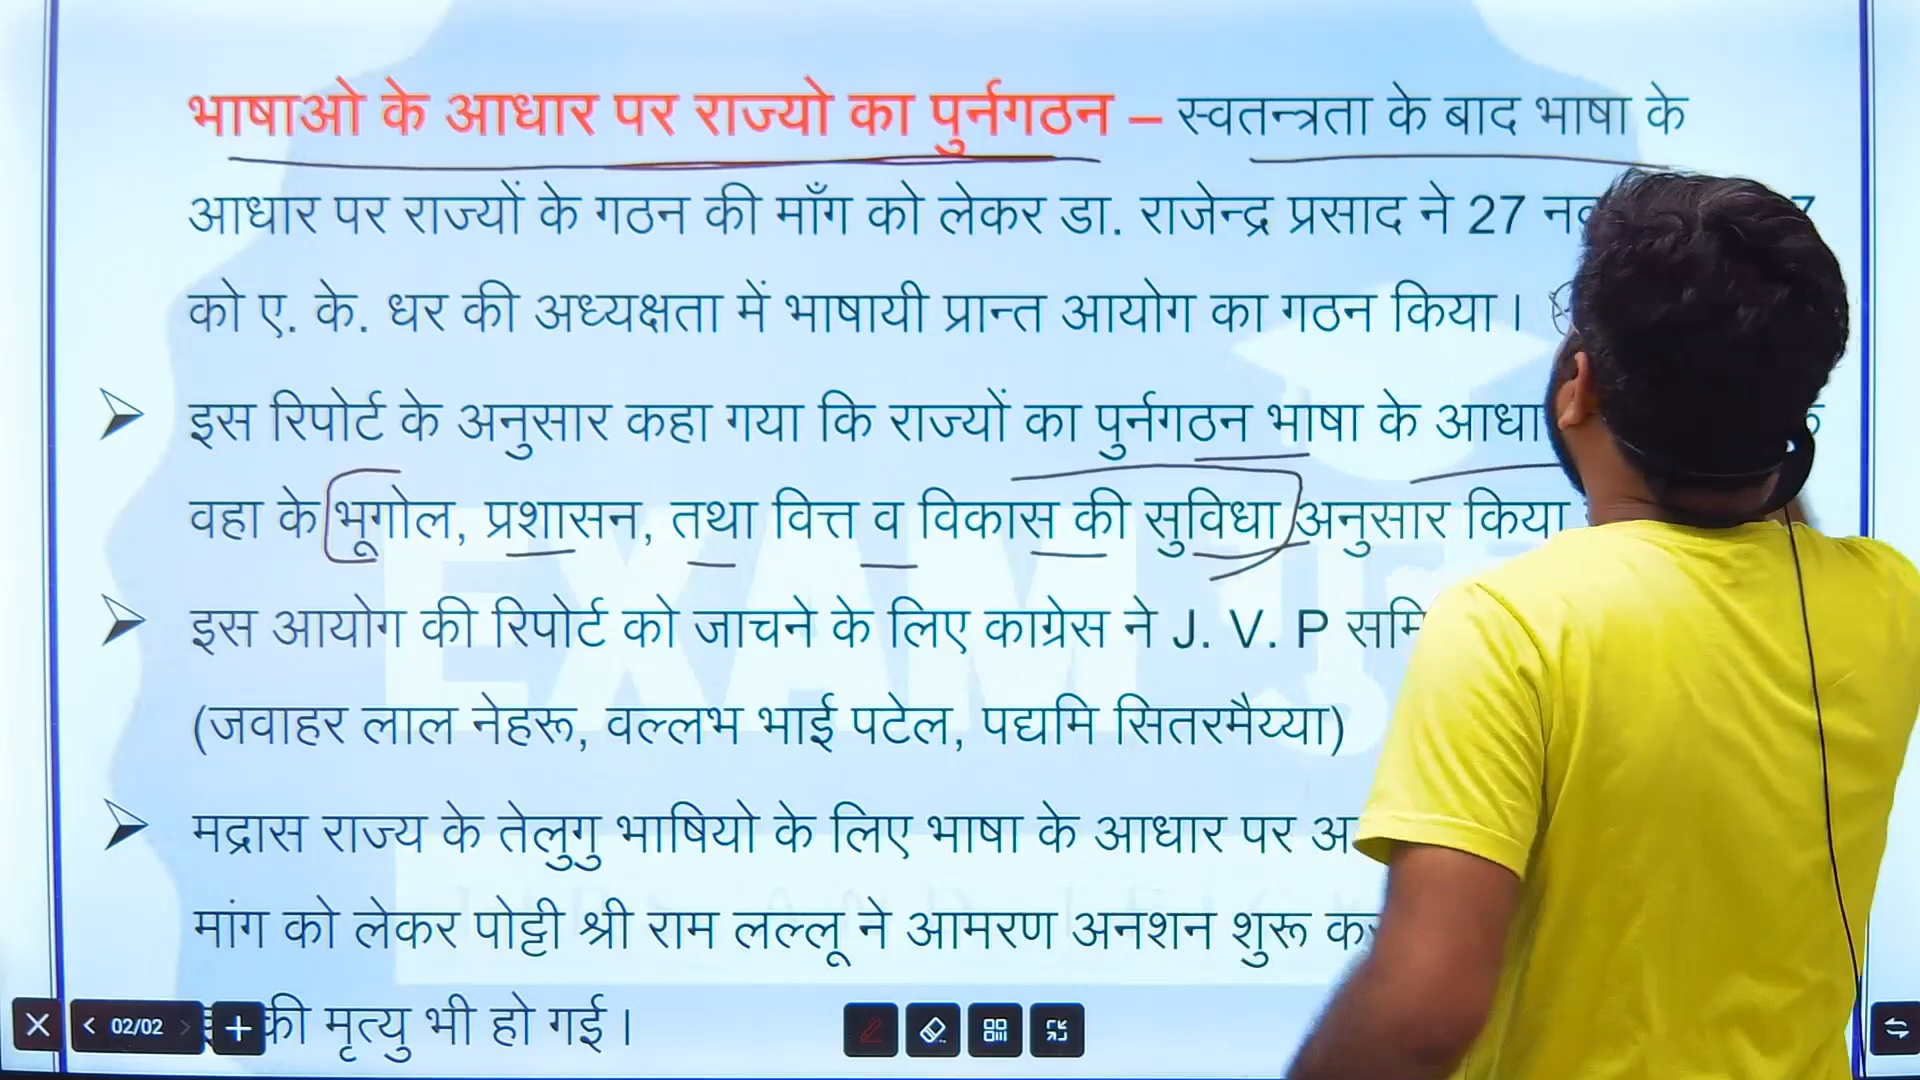 भाषाओ के आधार पर राज्यो का पुर्नगठन – स्वतन्त्रता के बाद भाषा के
आधार पर राज्यों के गठन की माँग को लेकर डा. राजेन्द्र प्रसाद ने 27
को ए. के. धर की अध्यक्षता में भाषायी प्रान्त आयोग का गठन किया।
इस रिपोर्ट के अनुसार कहा गया कि राज्यों का पुर्नगठन भाषा के
वहा के भूगोल, प्रशासन, तथा वित्त व विकास की सुविधा अनुसार किया
इस आयोग की रिपोर्ट को जाचने के लिए काग्रेस ने J. V. P
(जवाहर लाल नेहरू, वल्लभ भाई पटेल, पद्यमि सितरमैय्या)
मद्रास राज्य के तेलुगु भाषियो के लिए भाषा के आधार पर
मांग को लेकर पोट्टी श्री राम लल्लू ने आमरण अनशन शुरू
की मृत्यु भी हो गई।
02/02
EXAM